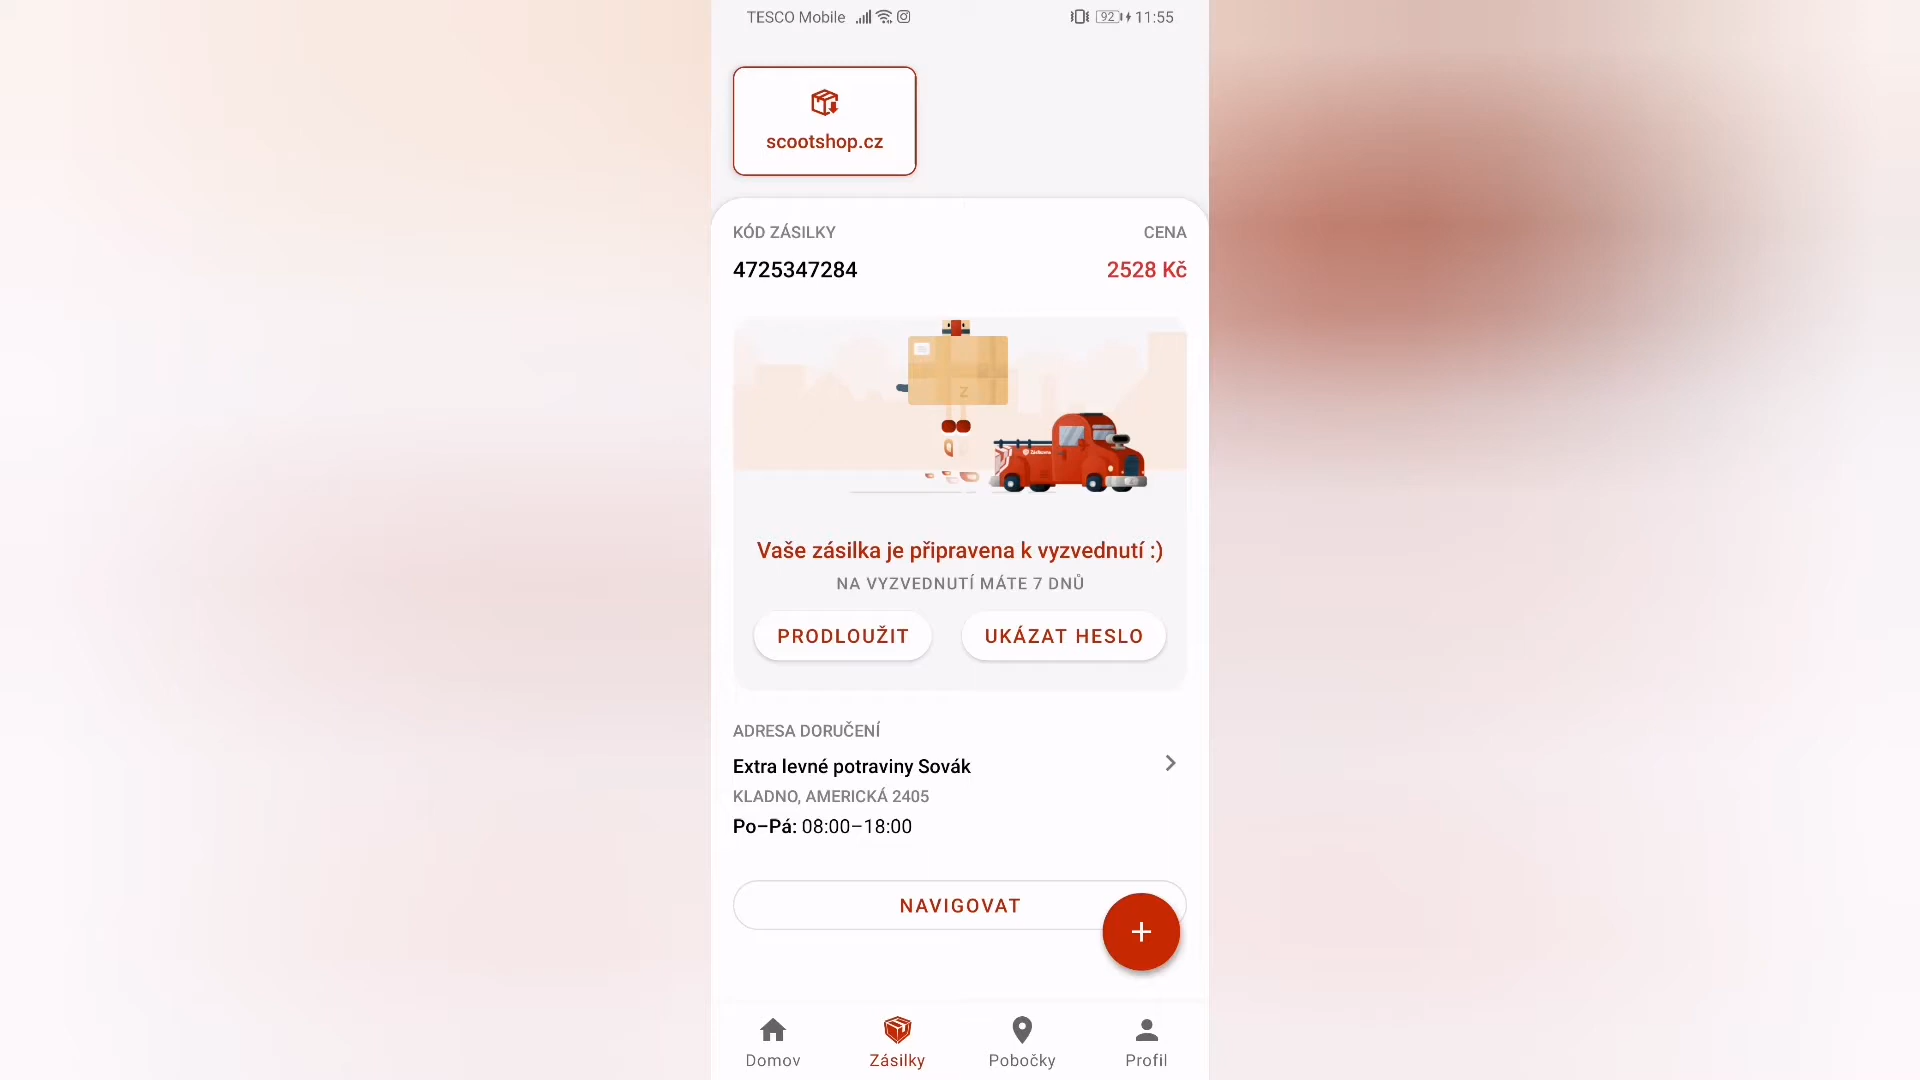 TESCO Mobile 92 11:55
scootshop.cz
KÓD ZÁSILKY CENA
4725347284 2528 Kč
Z
Zásilkovna
Vaše zásilka je připravena k vyzvednutí :)
NA VYZVEDNUTÍ MÁTE 7 DNŮ
PRODLOUŽIT UKÁZAT HESLO
ADRESA DORUČENÍ
Extra levné potraviny Sovák
KLADNO, AMERICKÁ 2405
Po–Pá: 08:00–18:00
NAVIGOVAT
+
Domov Zásilky Pobočky Profil